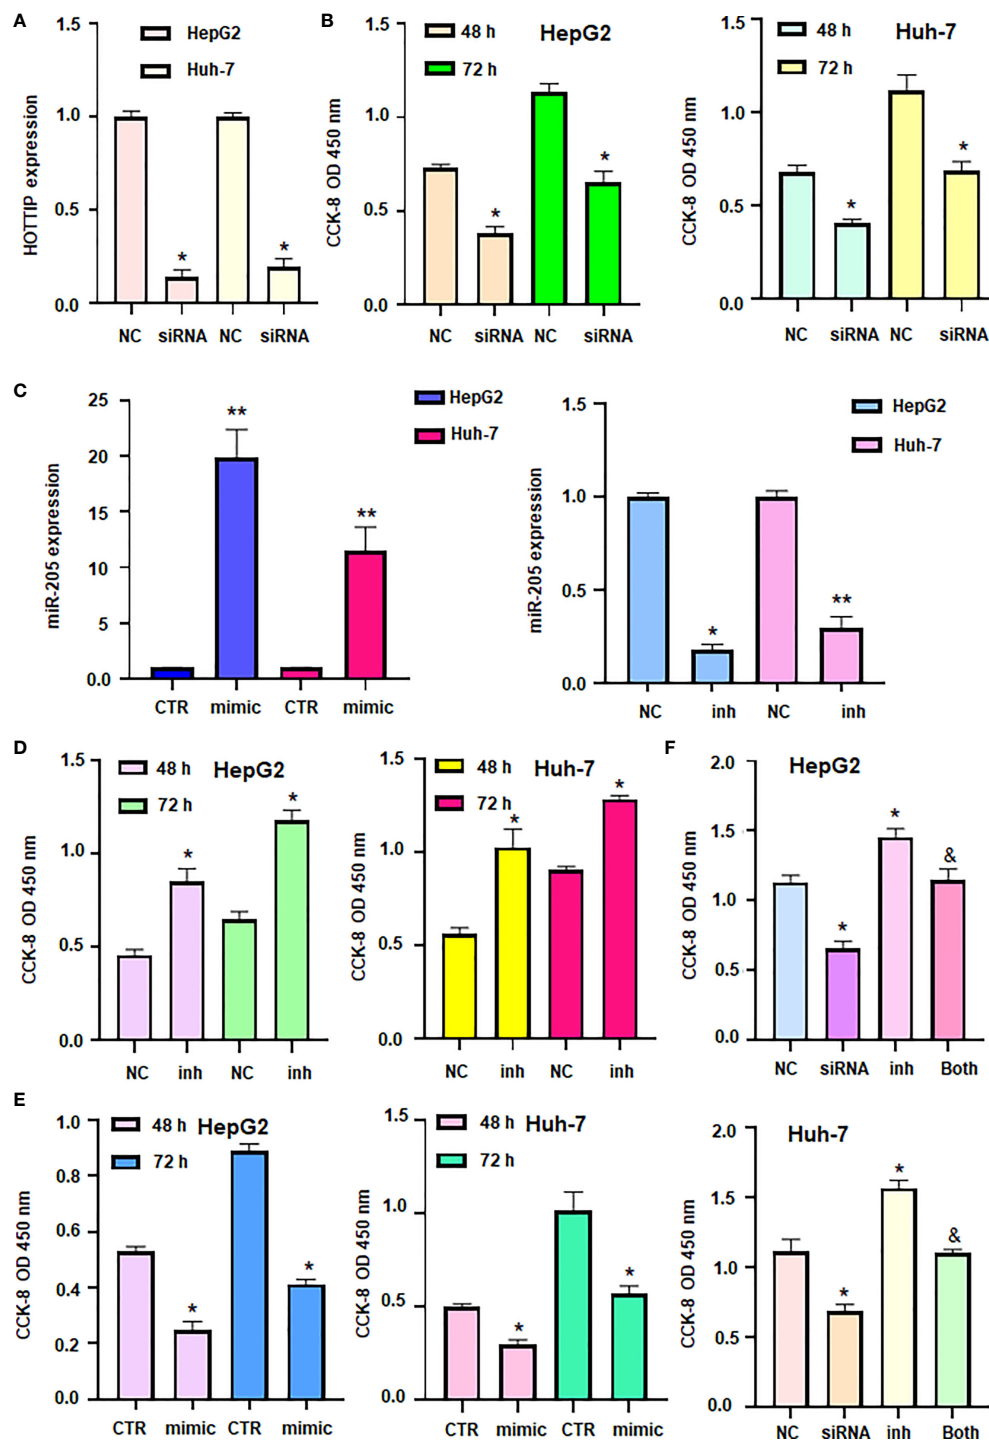 A
HOTTIP expression
1.5
1.0
0.5
0.0
HepG2
Huh-7
*
*
NC siRNA NC siRNA
B
CCK-8 OD 450 nm
1.5
1.0
0.5
0.0
48 h
72 h
HepG2
*
*
NC siRNA NC siRNA
CCK-8 OD 450 nm
1.5
1.0
0.5
0.0
48 h
72 h
Huh-7
*
*
NC siRNA NC siRNA
C
miR-205 expression
25
20
15
10
5
0.0
HepG2
Huh-7
**
**
CTR mimic CTR mimic
miR-205 expression
1.5
1.0
0.5
0.0
HepG2
Huh-7
*
**
NC inh NC inh
D
CCK-8 OD 450 nm
1.5
1.0
0.5
0.0
48 h
72 h
HepG2
*
*
NC inh NC inh
CCK-8 OD 450 nm
1.5
1.0
0.5
0.0
48 h
72 h
Huh-7
*
*
NC inh NC inh
E
CCK-8 OD 450 nm
1.0
0.8
0.6
0.4
0.2
0.0
48 h
72 h
HepG2
*
*
CTR mimic CTR mimic
CCK-8 OD 450 nm
1.5
1.0
0.5
0.0
48 h
72 h
Huh-7
*
*
CTR mimic CTR mimic
F
CCK-8 OD 450 nm
2.0
1.5
1.0
0.5
0.0
HepG2
*
*
&
NC siRNA inh Both
CCK-8 OD 450 nm
2.0
1.5
1.0
0.5
0.0
Huh-7
*
*
&
NC siRNA inh Both